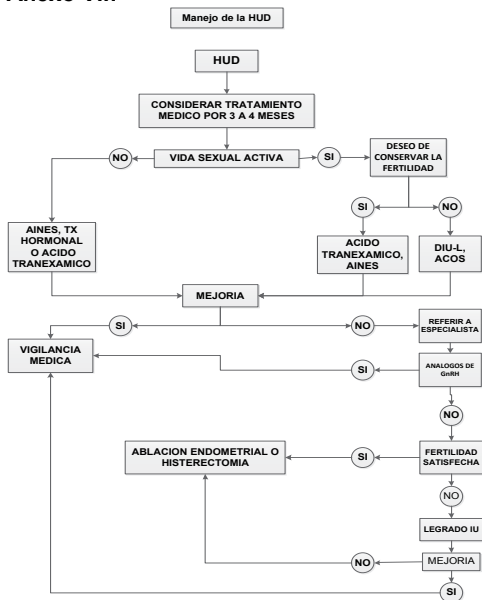 Manejo de la HUD
HUD
CONSIDERAR TRATAMIENTO
MEDICO POR 3 A 4 MESES
NO
VIDA SEXUAL ACTIVA
SI
DESEO DE
CONSERVAR LA
FERTILIDAD
SI
NO
AINES, TX
HORMONAL
O ACIDO
TRANEXAMICO
ACIDO
TRANEXAMICO,
AINES
DIU-L,
ACOS
MEJORIA
SI
NO
REFERIR A
ESPECIALISTA
VIGILANCIA
MEDICA
SI
ANALOGOS DE
GnRH
NO
ABLACION ENDOMETRIAL O
HISTERECTOMIA
SI
FERTILIDAD
SATISFECHA
NO
LEGRADO IU
NO
MEJORIA
SI